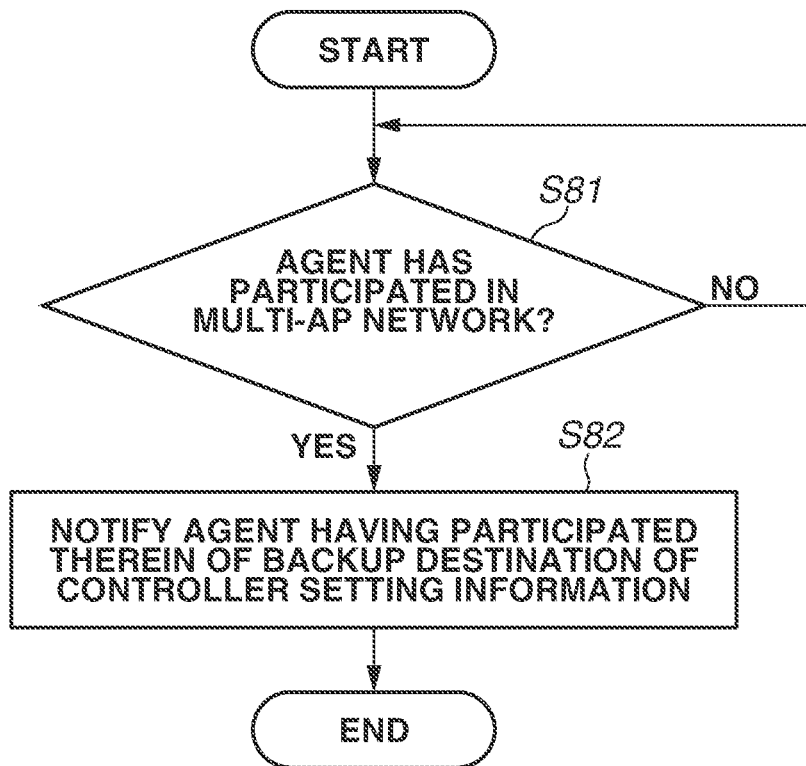 START
S81
AGENT HAS
PARTICIPATED IN
MULTI-AP NETWORK?
NO
YES
S82
NOTIFY AGENT HAVING PARTICIPATED
THEREIN OF BACKUP DESTINATION OF
CONTROLLER SETTING INFORMATION
END